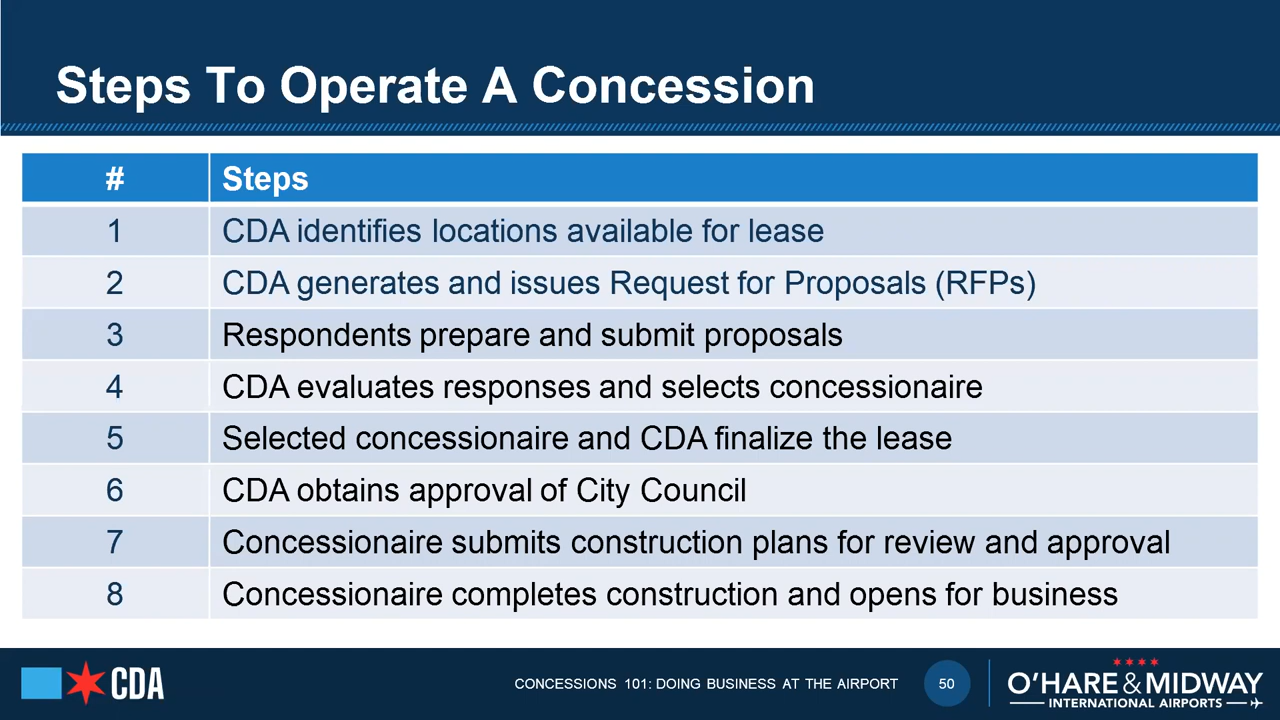 Steps To Operate A Concession
# Steps
1 CDA identifies locations available for lease
2 CDA generates and issues Request for Proposals (RFPs)
3 Respondents prepare and submit proposals
4 CDA evaluates responses and selects concessionaire
5 Selected concessionaire and CDA finalize the lease
6 CDA obtains approval of City Council
7 Concessionaire submits construction plans for review and approval
8 Concessionaire completes construction and opens for business
CDA
CONCESSIONS 101: DOING BUSINESS AT THE AIRPORT
50
O'HARE & MIDWAY
INTERNATIONAL AIRPORTS